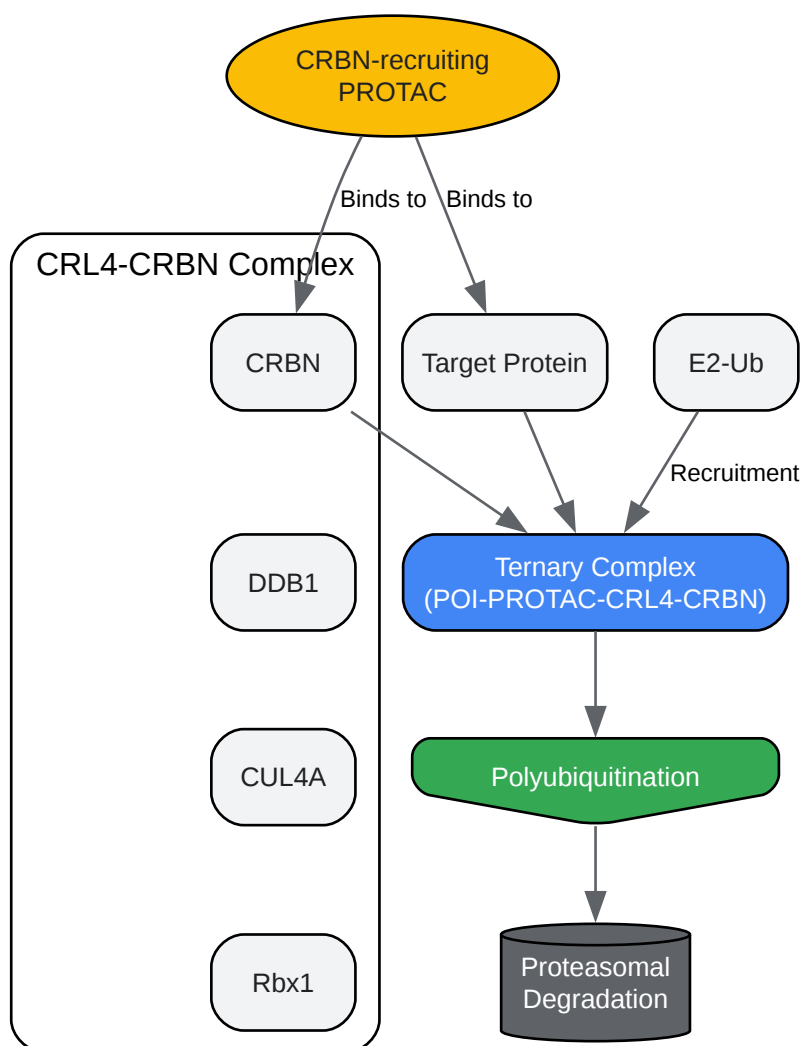 CRBN-recruiting
PROTAC
Binds to
Binds to
CRL4-CRBN Complex
CRBN
Target Protein
E2-Ub
Recruitment
DDB1
Ternary Complex
(POI-PROTAC-CRL4-CRBN)
CUL4A
Polyubiquitination
Rbx1
Proteasomal
Degradation